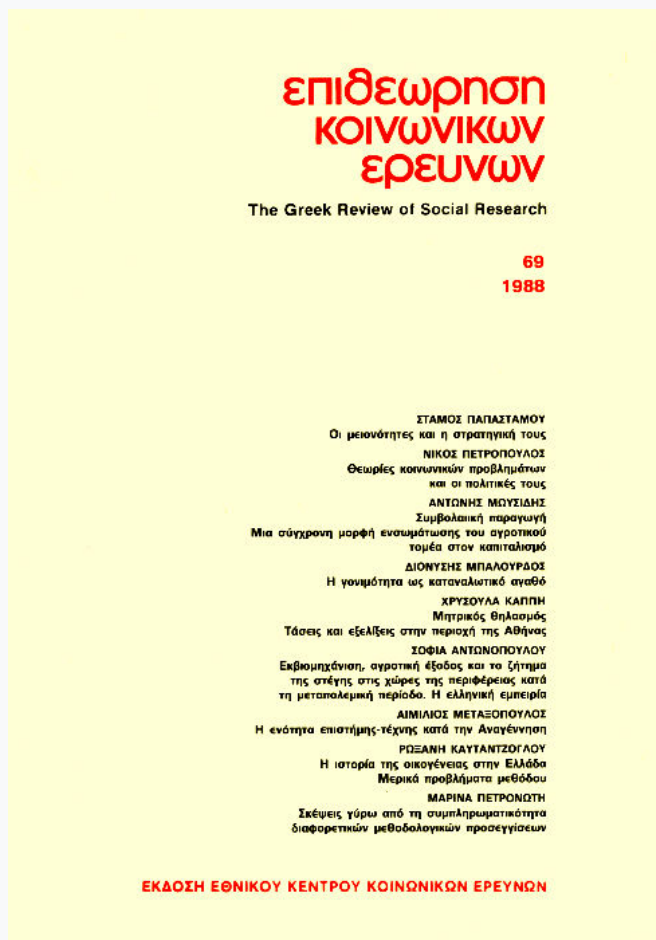 επιθεωρηση
κοινωνικων
ερευνων
The Greek Review of Social Research
69
1988
ΣΤΑΜΟΣ ΠΑΠΑΣΤΑΜΟΥ
Οι μειονότητες και η στρατηγική τους
ΝΙΚΟΣ ΠΕΤΡΟΠΟΥΛΟΣ
Θεωρίες κοινωνικών προβλημάτων
και οι πολιτικές τους
ΑΝΤΩΝΗΣ ΜΩΥΣΙΔΗΣ
Συμβολαιική παραγωγή
Μια σύγχρονη μορφή ενσωμάτωσης του αγροτικού
τομέα στον καπιταλισμό
ΔΙΟΝΥΣΗΣ ΜΠΑΛΟΥΡΔΟΣ
Η γονιμότητα ως καταναλωτικό αγαθό
ΧΡΥΣΟΥΛΑ ΚΑΠΠΗ
Μητρικός θηλασμός
Τάσεις και εξελίξεις στην περιοχή της Αθήνας
ΣΟΦΙΑ ΑΝΤΩΝΟΠΟΥΛΟΥ
Εκβιομηχάνιση, αγροτική έξοδος και το ζήτημα
της στέγης στις χώρες της περιφέρειας κατά
τη μεταπολεμική περίοδο. Η ελληνική εμπειρία
ΑΙΜΙΛΙΟΣ ΜΕΤΑΞΟΠΟΥΛΟΣ
Η ενότητα επιστήμης-τέχνης κατά την Αναγέννηση
ΡΩΞΑΝΗ ΚΑΥΤΑΝΤΖΟΓΛΟΥ
Η ιστορία της οικογένειας στην Ελλάδα
Μερικά προβλήματα μεθόδου
ΜΑΡΙΝΑ ΠΕΤΡΟΝΩΤΗ
Σκέψεις γύρω από τη συμπληρωματικότητα
διαφορετικών μεθοδολογικών προσεγγίσεων
ΕΚΔΟΣΗ ΕΘΝΙΚΟΥ ΚΕΝΤΡΟΥ ΚΟΙΝΩΝΙΚΩΝ ΕΡΕΥΝΩΝ